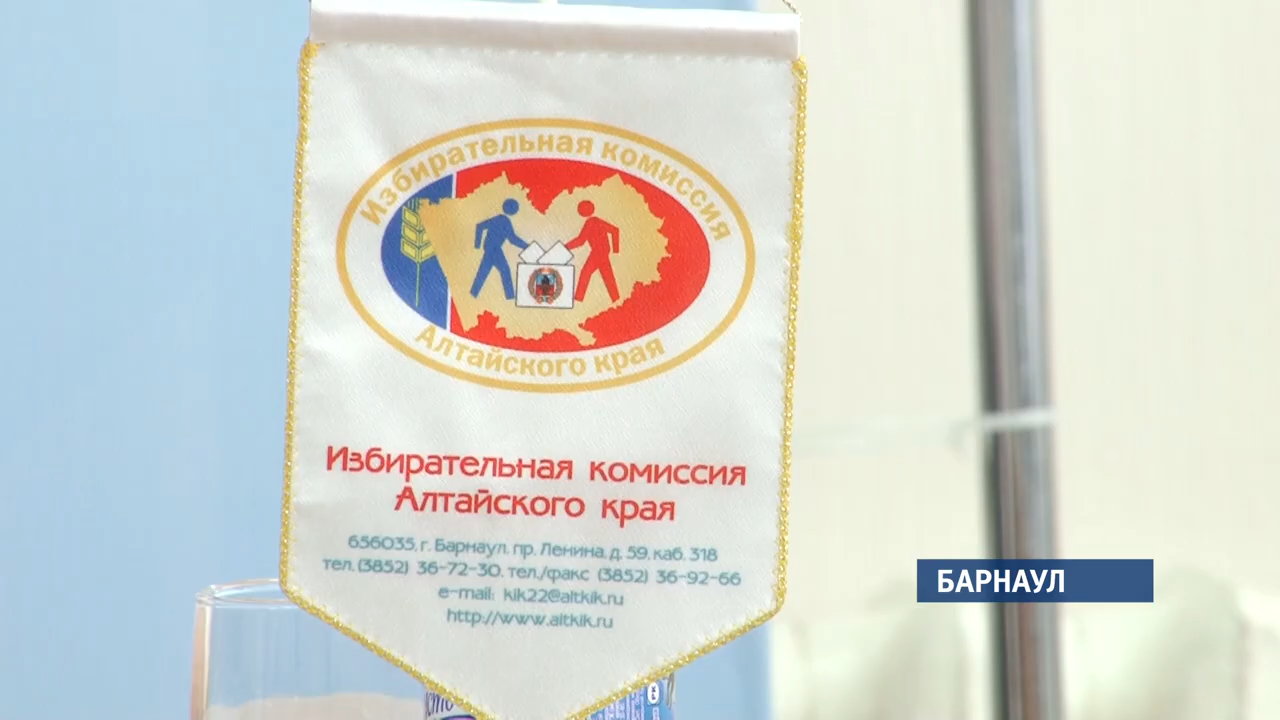 Избирательная комиссия
Алтайского края
Избирательная комиссия
Алтайского края
656035, г. Барнаул, пр. Ленина, д. 59, каб. 318
тел. (3852) 36-72-30, тел./факс (3852) 36-92-66
e-mail: kik22@altkik.ru
http://www.altkik.ru
БАРНАУЛ